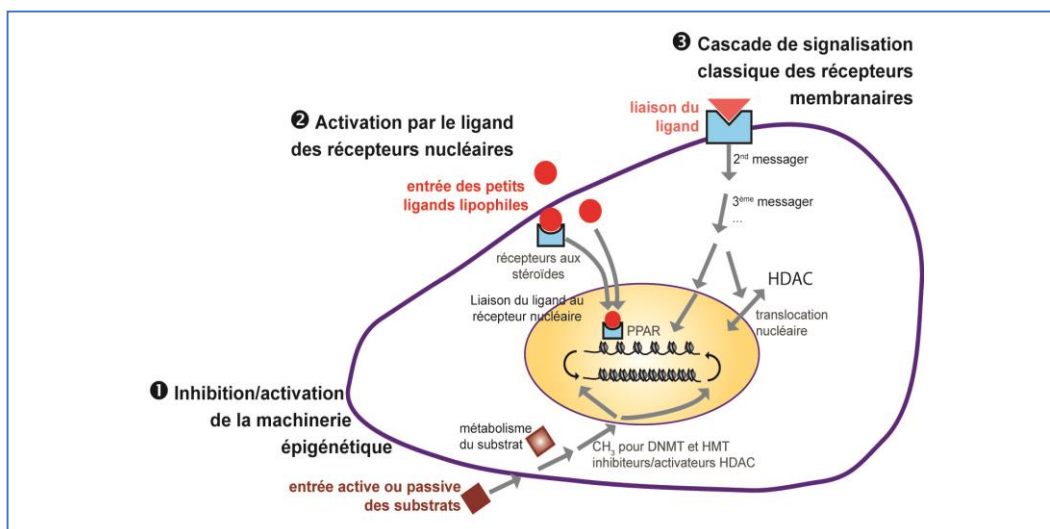 ❸ Cascade de signalisation
classique des récepteurs
membranaires
liaison du
ligand
❷ Activation par le ligand
des récepteurs nucléaires
2nd messager
entrée des petits
ligands lipophiles
3ème messager
...
récepteurs aux
stéroïdes
HDAC
Liaison du ligand au
récepteur nucléaire
translocation
nucléaire
PPAR
❶ Inhibition/activation
de la machinerie
épigénétique
métabolisme
du substrat
CH3 pour DNMT et HMT
inhibiteurs/activateurs HDAC
entrée active ou passive
des substrats